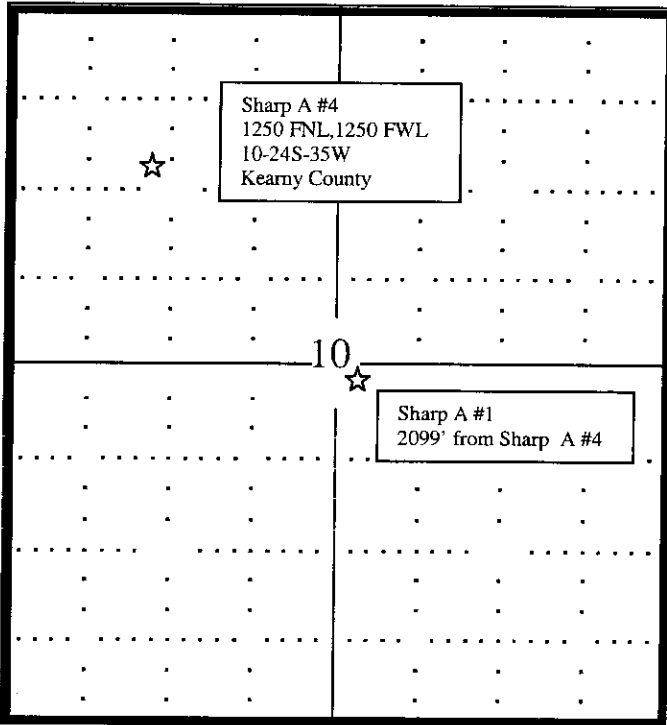 Sharp A #4
1250 FNL,1250 FWL
10-24S-35W
Kearny County
10
Sharp A #1
2099' from Sharp A #4